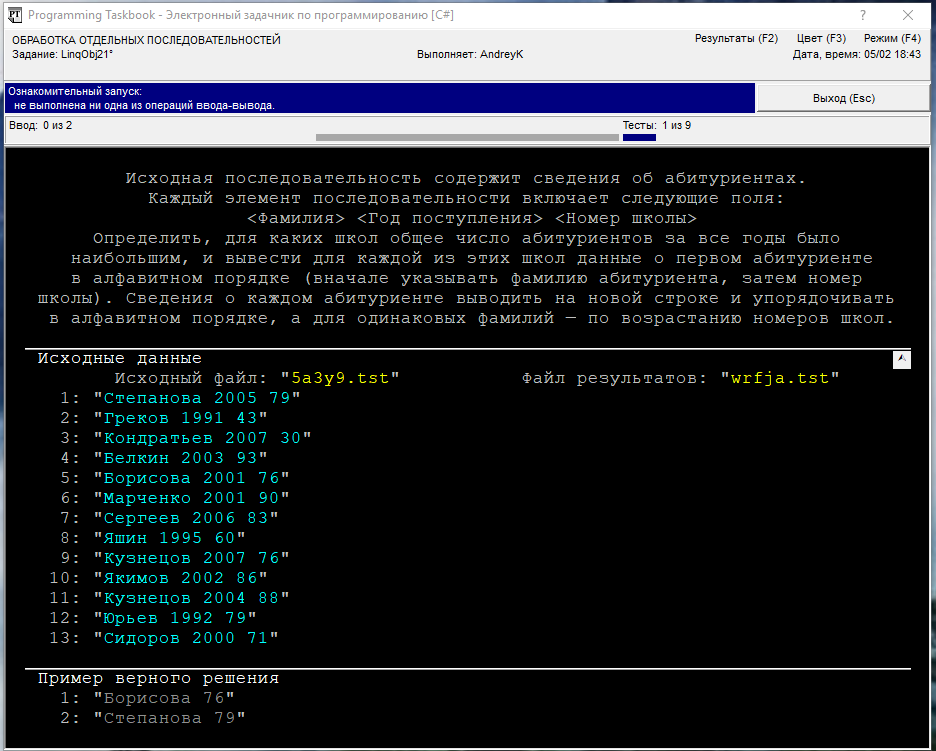 Programming Taskbook - Электронный задачник по программированию [C#]
ОБРАБОТКА ОТДЕЛЬНЫХ ПОСЛЕДОВАТЕЛЬНОСТЕЙ
Результаты (F2) Цвет (F3) Режим (F4)
Задание: LinqObj21°
Выполняет: AndreyK
Дата, время: 05/02 18:43
Ознакомительный запуск:
не выполнена ни одна из операций ввода-вывода.
Выход (Esc)
Ввод: 0 из 2
Тесты: 1 из 9
Исходная последовательность содержит сведения об абитуриентах.
Каждый элемент последовательности включает следующие поля:
<Фамилия> <Год поступления> <Номер школы>
Определить, для каких школ общее число абитуриентов за все годы было
наибольшим, и вывести для каждой из этих школ данные о первом абитуриенте
в алфавитном порядке (вначале указывать фамилию абитуриента, затем номер
школы). Сведения о каждом абитуриенте выводить на новой строке и упорядочивать
в алфавитном порядке, а для одинаковых фамилий — по возрастанию номеров школ.
Исходные данные
Исходный файл: "5a3y9.tst" Файл результатов: "wrfja.tst"
1: "Степанова 2005 79"
2: "Греков 1991 43"
3: "Кондратьев 2007 30"
4: "Белкин 2003 93"
5: "Борисова 2001 76"
6: "Марченко 2001 90"
7: "Сергеев 2006 83"
8: "Яшин 1995 60"
9: "Кузнецов 2007 76"
10: "Якимов 2002 86"
11: "Кузнецов 2004 88"
12: "Юрьев 1992 79"
13: "Сидоров 2000 71"
Пример верного решения
1: "Борисова 76"
2: "Степанова 79"